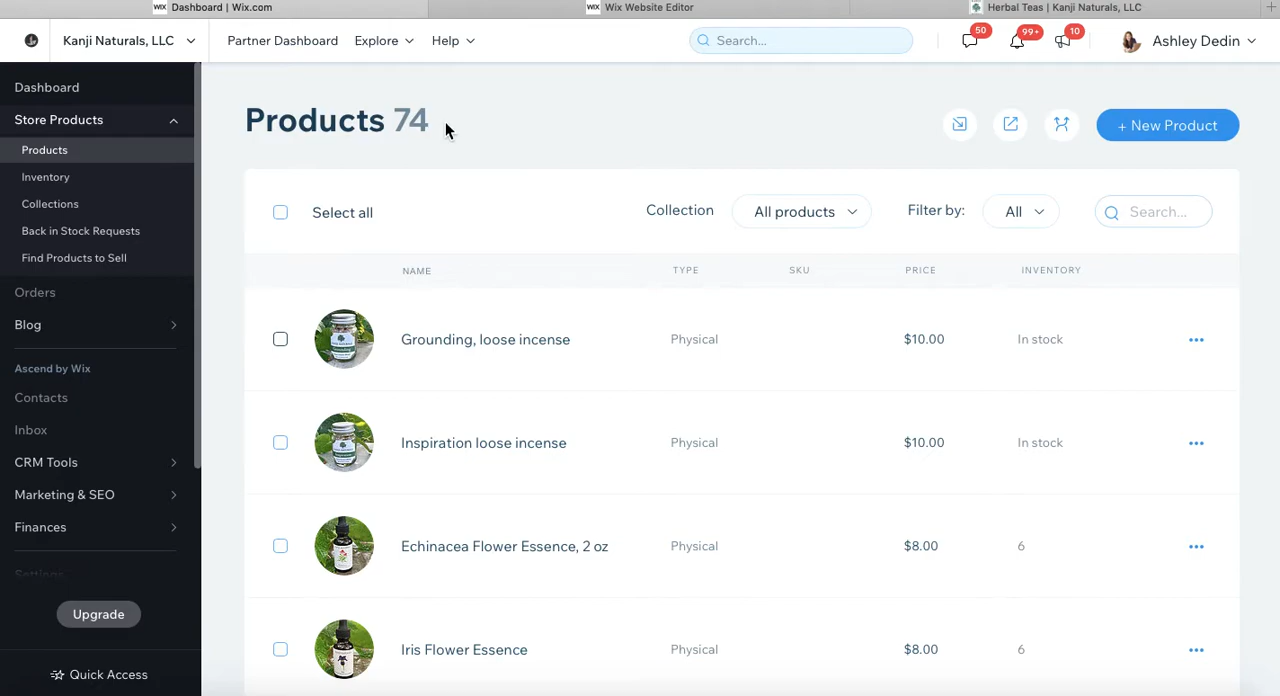 WIX Dashboard | Wix.com
WIX Wix Website Editor
Herbal Teas | Kanji Naturals, LLC
Kanji Naturals, LLC
Partner Dashboard
Explore
Help
Search...
50
99+
10
Ashley Dedin
Dashboard
Store Products
Products
Inventory
Collections
Back in Stock Requests
Find Products to Sell
Orders
Blog
Ascend by Wix
Contacts
Inbox
CRM Tools
Marketing & SEO
Finances
Settings
Upgrade
Quick Access
Products 74
+ New Product
Select all
Collection
All products
Filter by:
All
Search...
NAME TYPE SKU PRICE INVENTORY
Grounding, loose incense Physical $10.00 In stock
Inspiration loose incense Physical $10.00 In stock
Echinacea Flower Essence, 2 oz Physical $8.00 6
Iris Flower Essence Physical $8.00 6